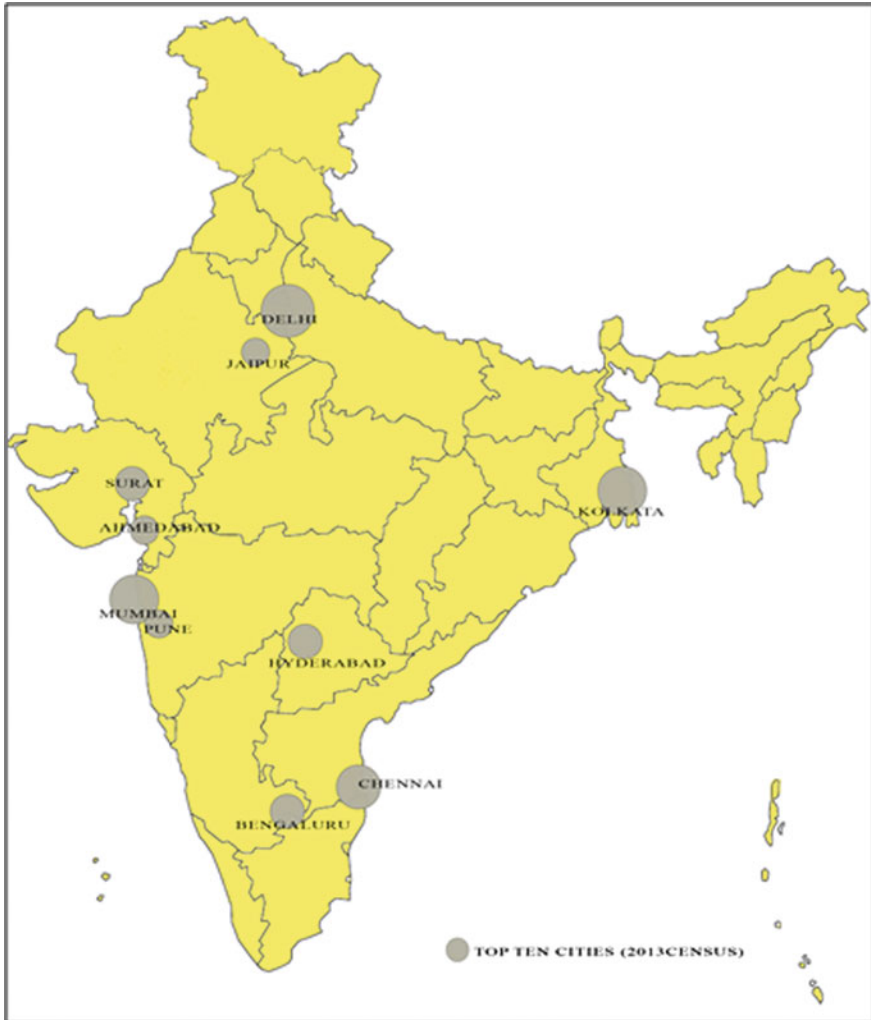 DELHI
JAIPUR
SURAT
AHMEDABAD
MUMBAI
PUNE
HYDERABAD
CHENNAI
BENGALURU
KOLKATA
TOP TEN CITIES (2013CENSUS)